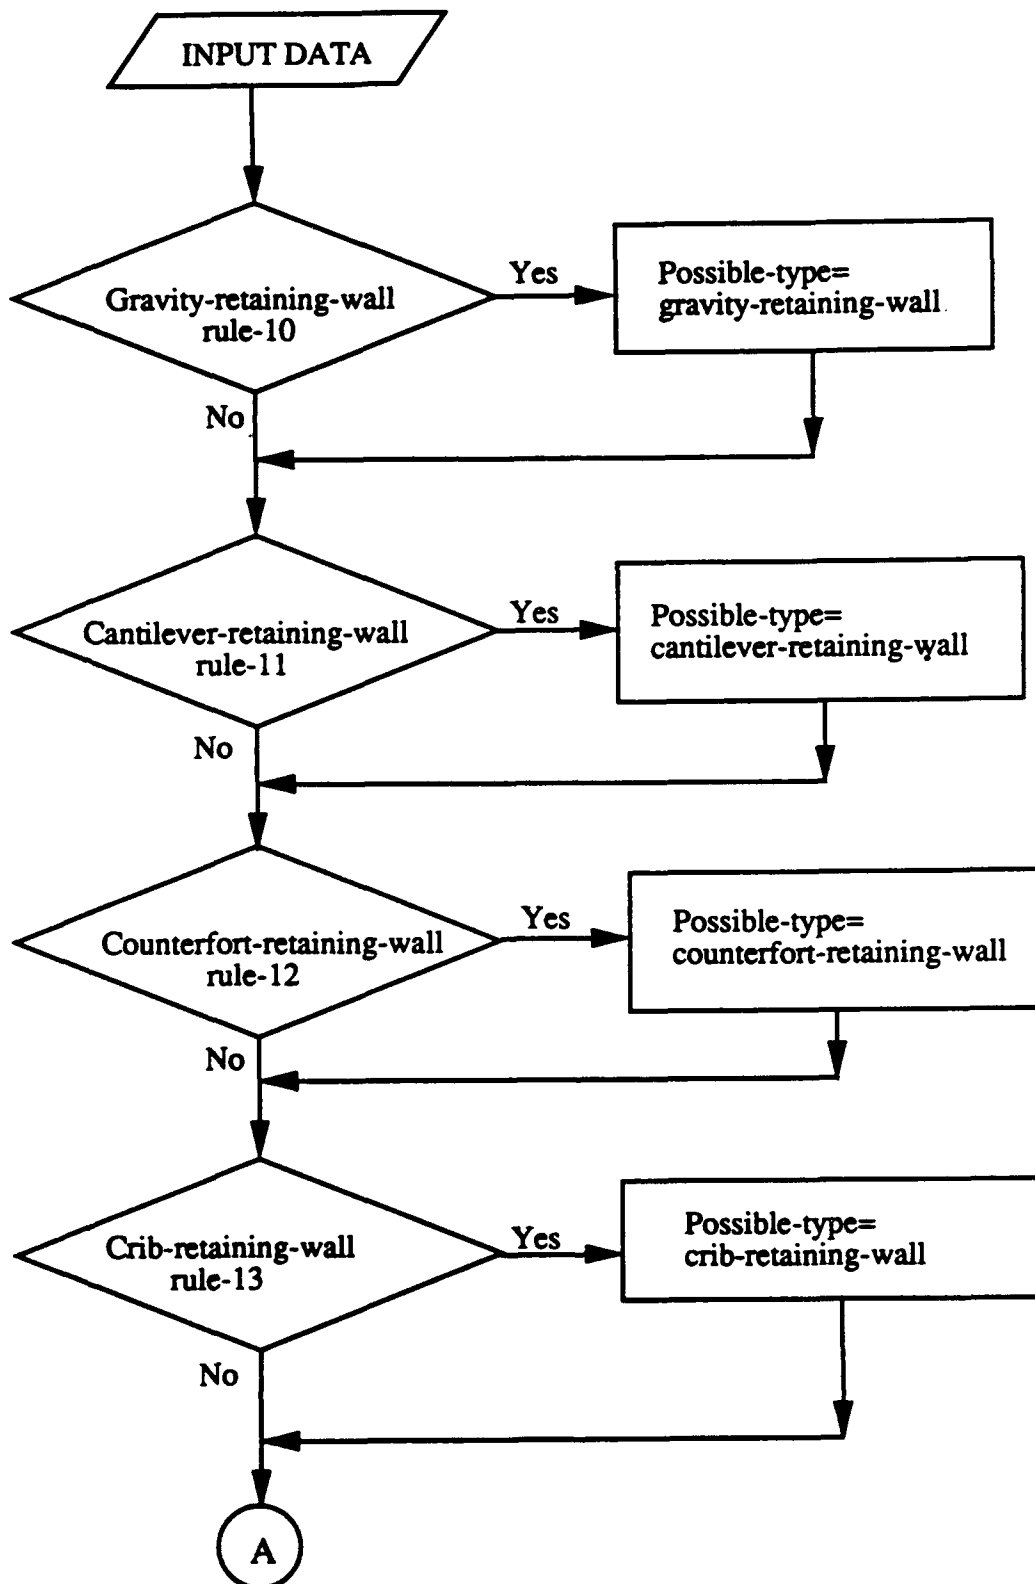 INPUT DATA
Gravity-retaining-wall
rule-10
Yes
Possible-type=
gravity-retaining-wall
No
Cantilever-retaining-wall
rule-11
Yes
Possible-type=
cantilever-retaining-wall
No
Counterfort-retaining-wall
rule-12
Yes
Possible-type=
counterfort-retaining-wall
No
Crib-retaining-wall
rule-13
Yes
Possible-type=
crib-retaining-wall
No
A